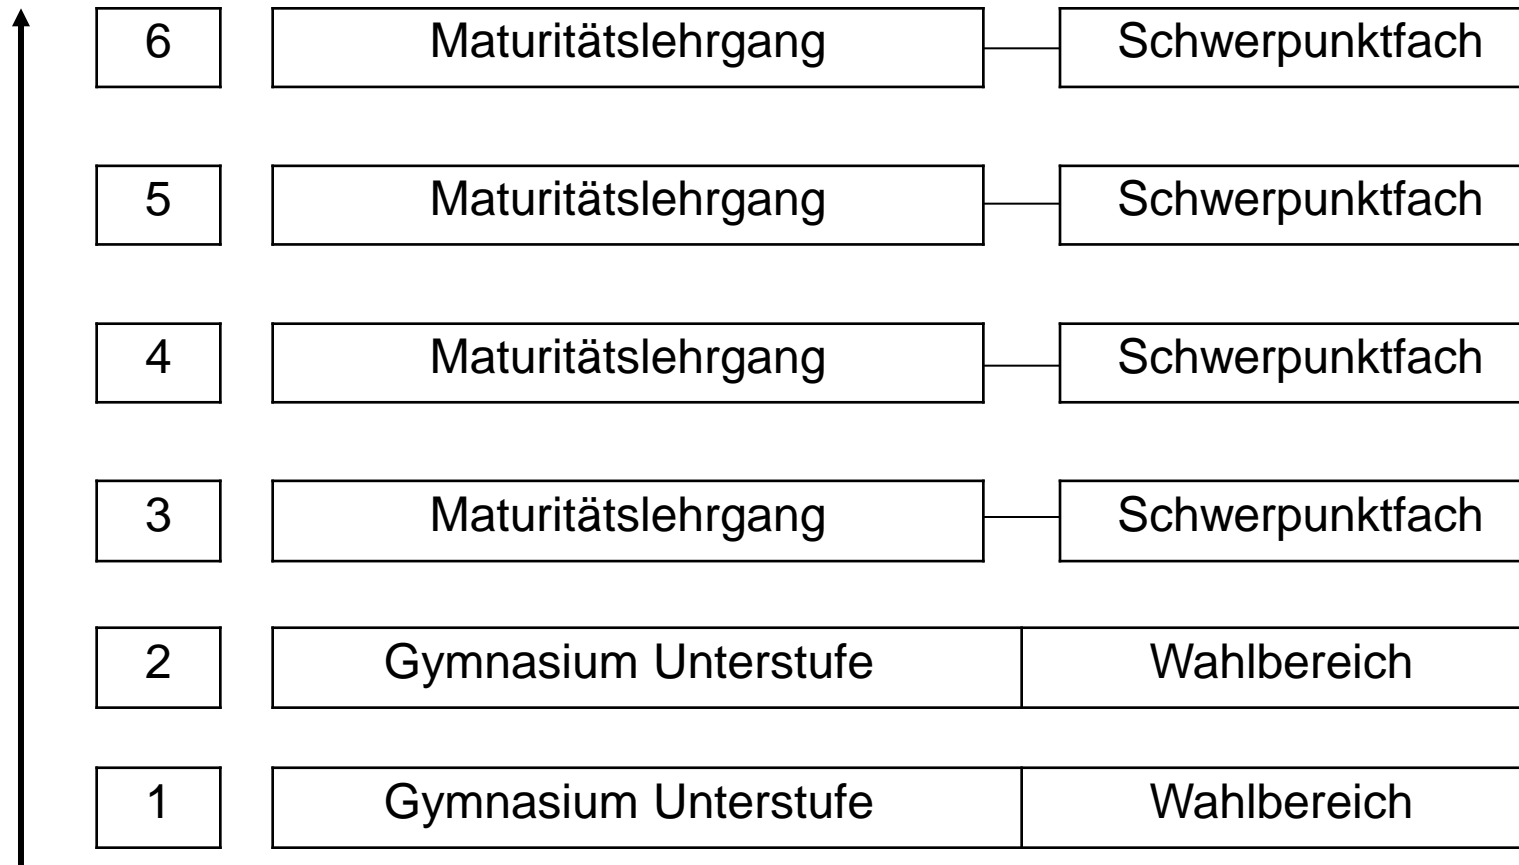 6 Maturitätslehrgang Schwerpunktfach
5 Maturitätslehrgang Schwerpunktfach
4 Maturitätslehrgang Schwerpunktfach
3 Maturitätslehrgang Schwerpunktfach
2 Gymnasium Unterstufe Wahlbereich
1 Gymnasium Unterstufe Wahlbereich